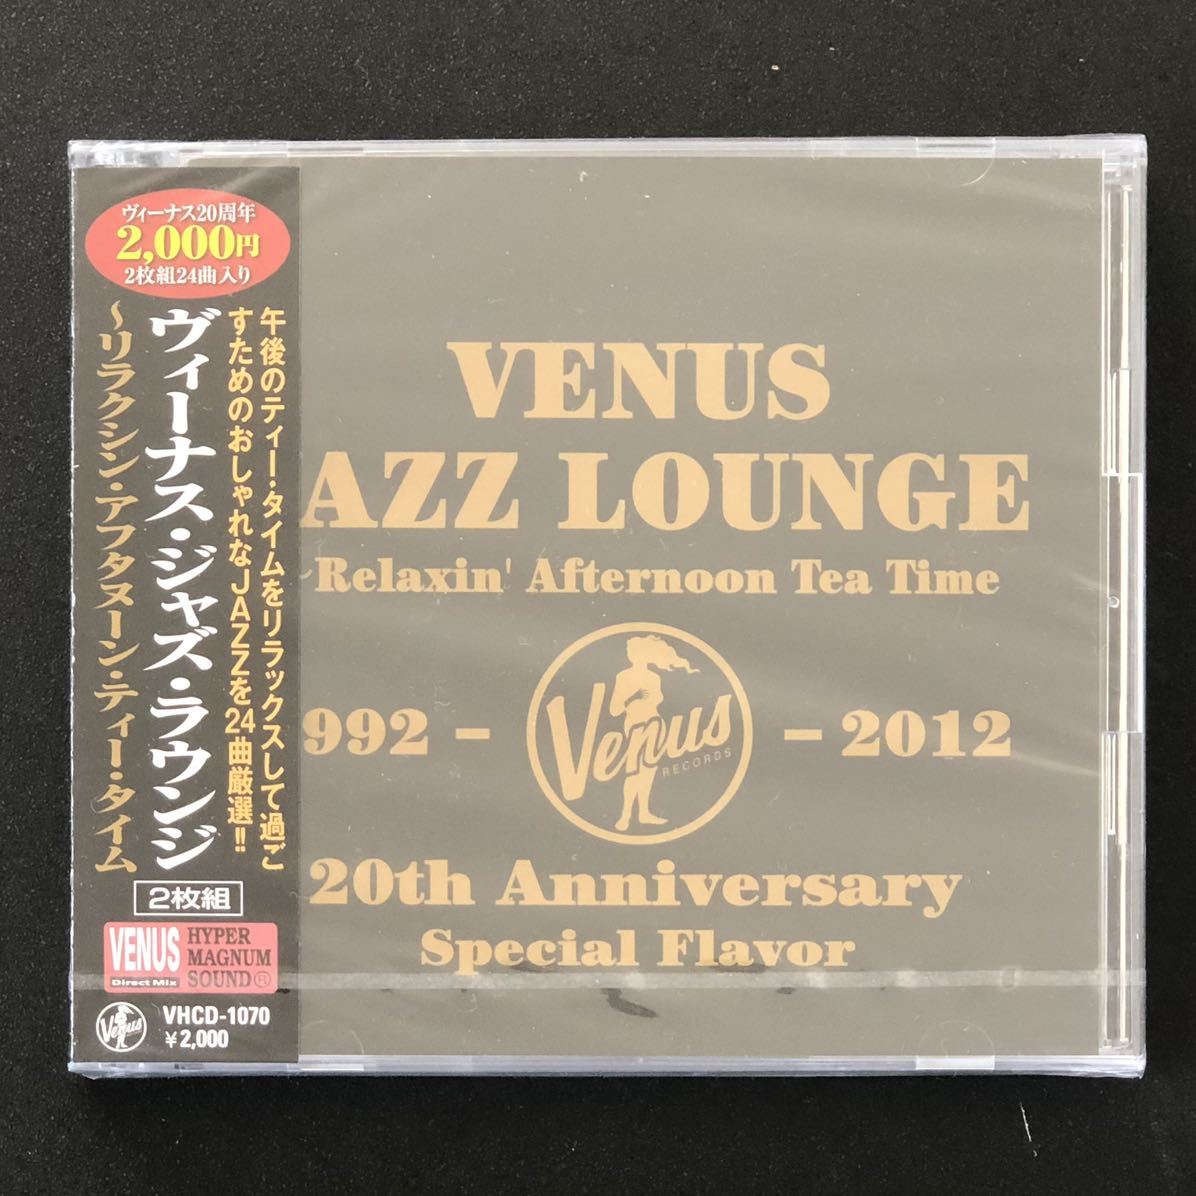 ヴィーナス20周年
2,000円
2枚組24曲入り
午後のティー・タイムをリラックスして過ご
すためのおしゃれなJAZZを24曲厳選!!
ヴィーナス・ジャズ・ラウンジ
～リラクシン・アフタヌーン・ティー・タイム
2枚組
VENUS
Direct Mix
HYPER
MAGNUM
SOUND®
Venus
VHCD-1070
¥2,000
VENUS
AZZ LOUNGE
~Relaxin' Afternoon Tea Time
992 – Venus RECORDS – 2012
20th Anniversary
Special Flavor